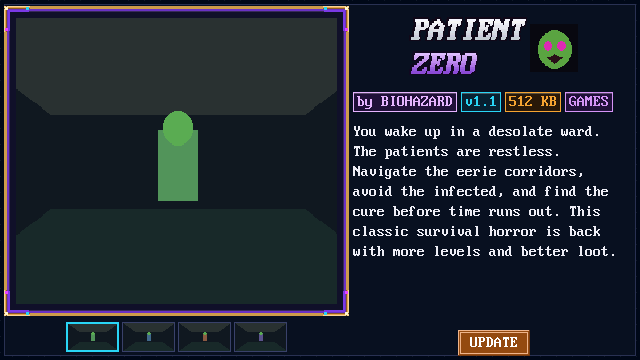 PATIENT
ZERO
by BIOHAZARD v1.1 512 KB GAMES
You wake up in a desolate ward.
The patients are restless.
Navigate the eerie corridors,
avoid the infected, and find the
cure before time runs out. This
classic survival horror is back
with more levels and better loot.
UPDATE